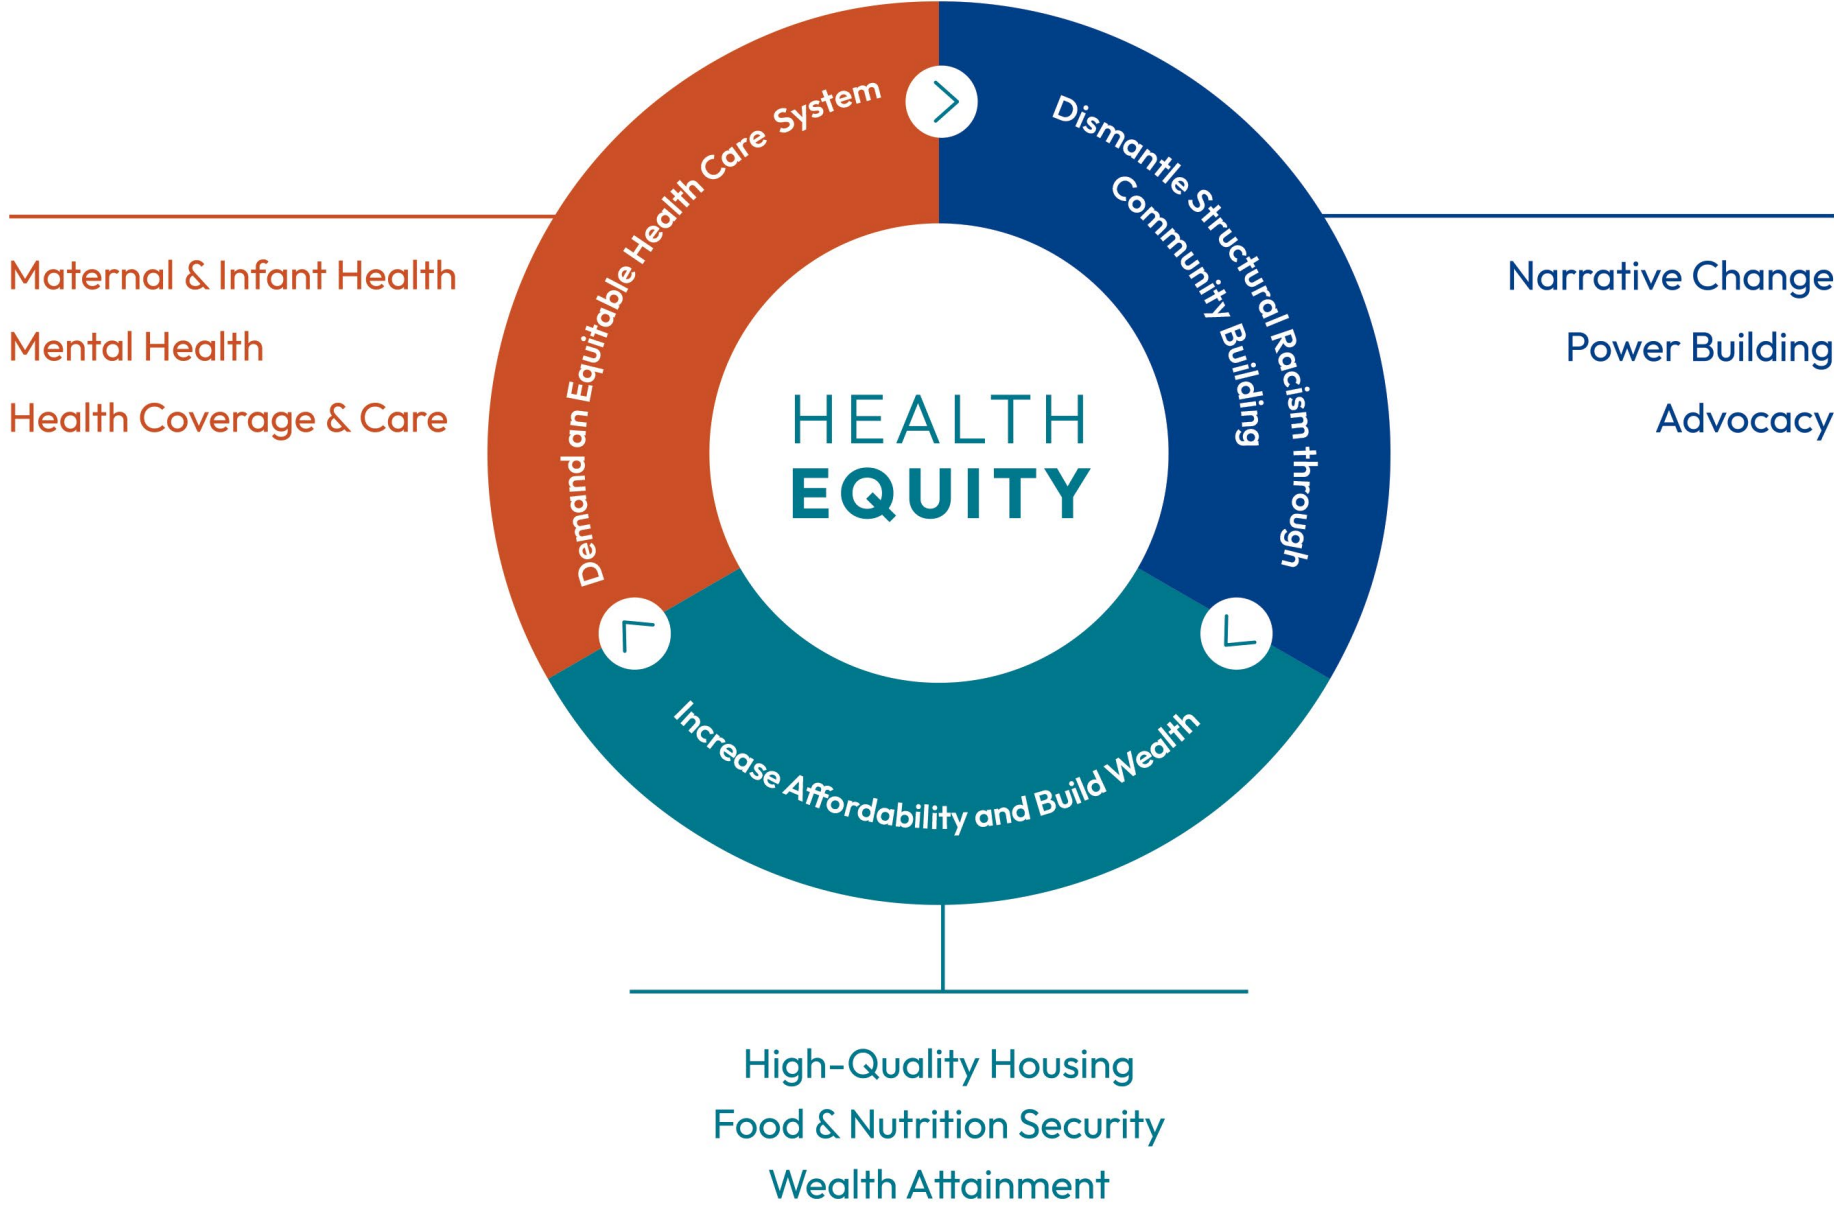 Demand an Equitable Health Care System
Dismantle Structural Racism through
Community Building
Maternal & Infant Health
Mental Health
Health Coverage & Care
Narrative Change
Power Building
Advocacy
HEALTH
EQUITY
Increase Affordability and Build Wealth
High-Quality Housing
Food & Nutrition Security
Wealth Attainment